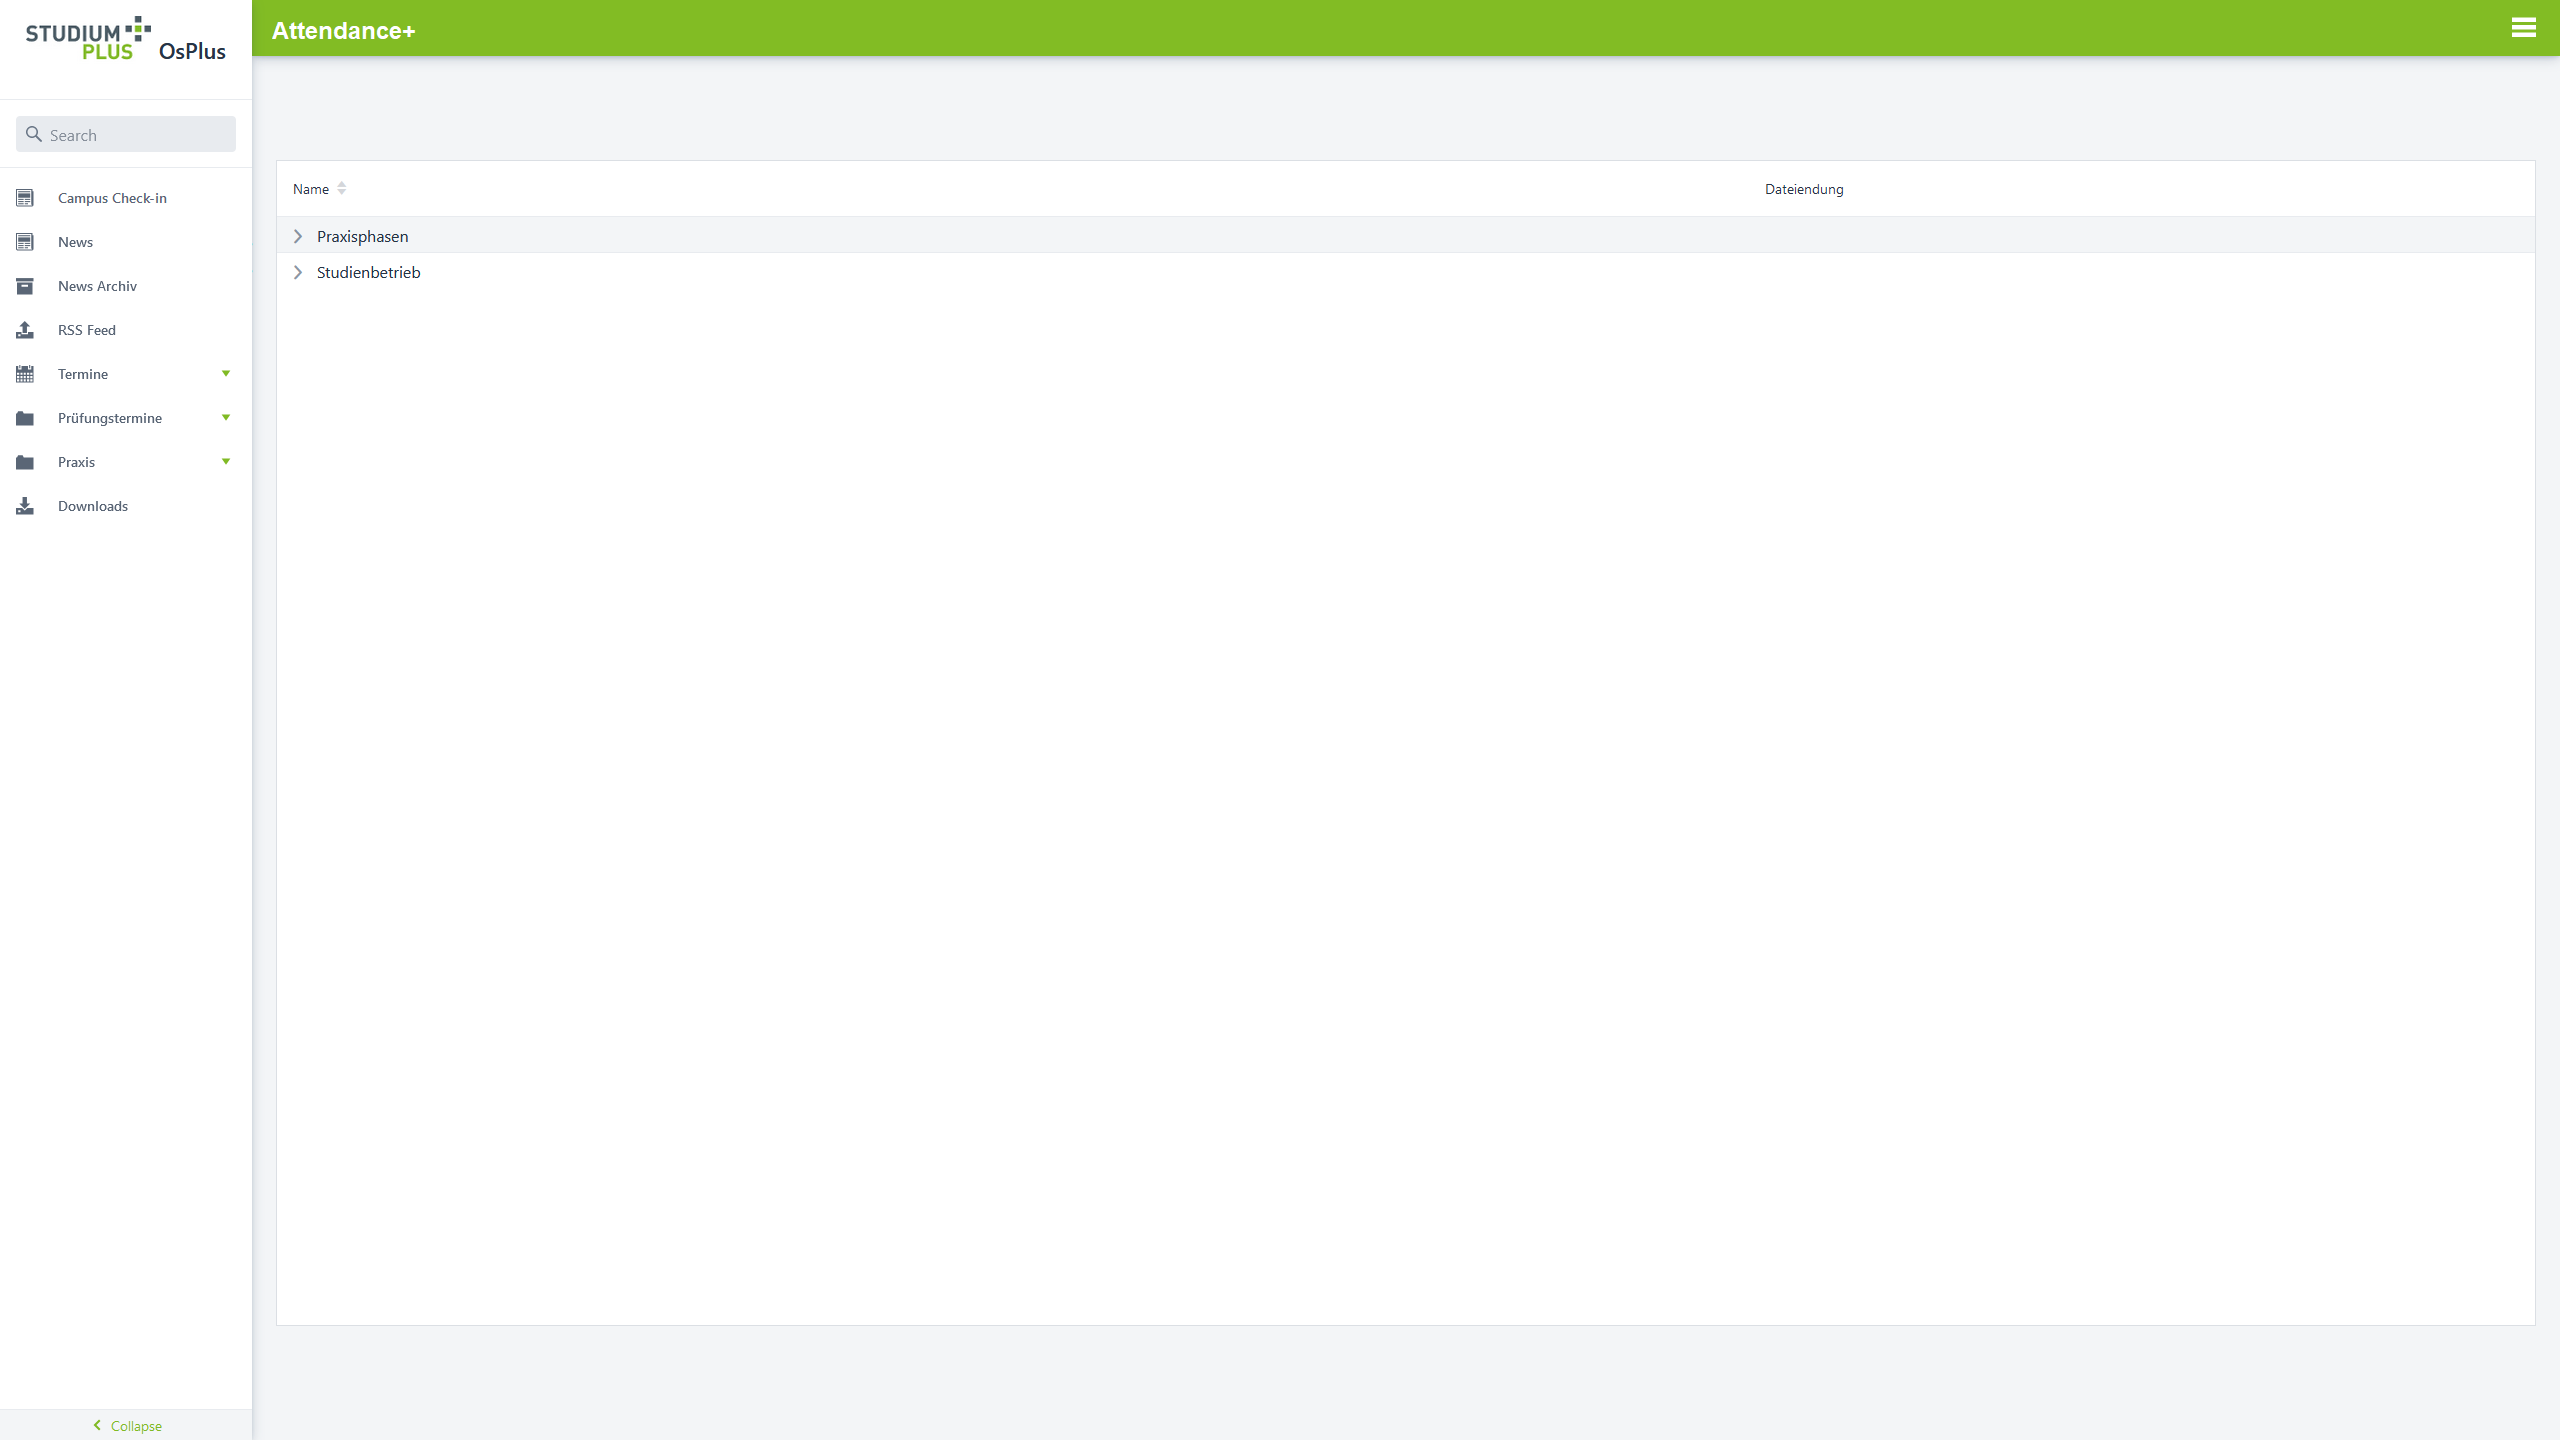 STUDIUM
PLUS OsPlus
Attendance+
Search
Campus Check-in
News
News Archiv
RSS Feed
Termine
Prüfungstermine
Praxis
Downloads
Collapse
Name Dateiendung
Praxisphasen
Studienbetrieb